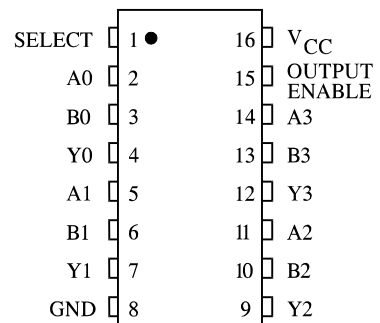 SELECT 1 16 VCC
A0 2 15 OUTPUT ENABLE
B0 3 14 A3
Y0 4 13 B3
A1 5 12 Y3
B1 6 11 A2
Y1 7 10 B2
GND 8 9 Y2